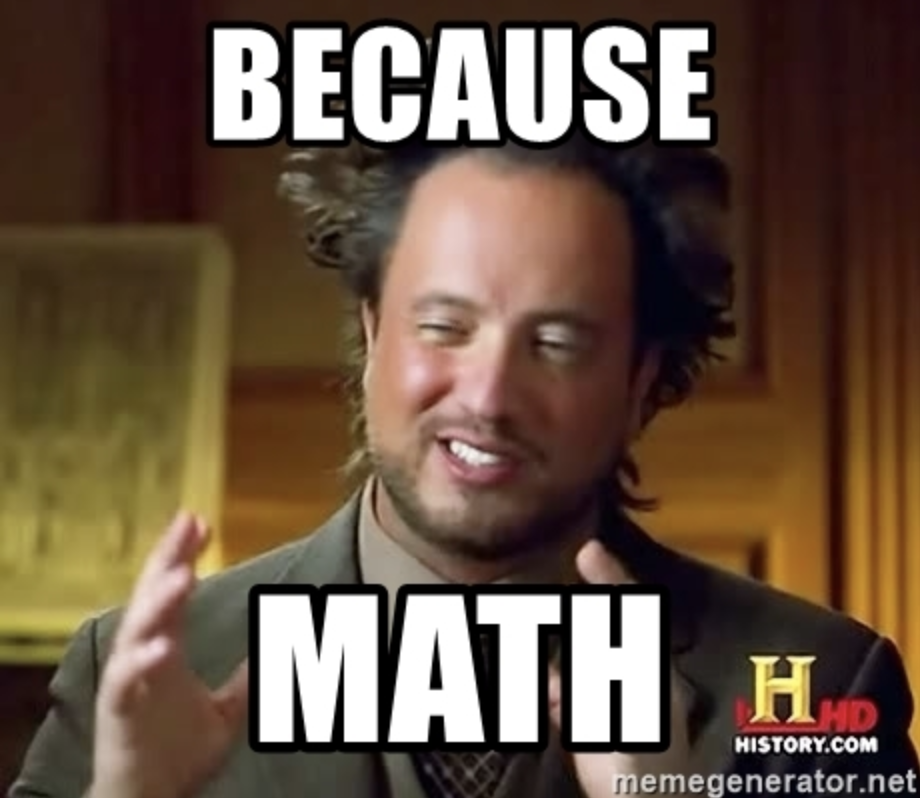 BECAUSE
MATH
H HD
HISTORY.COM
memegenerator.net